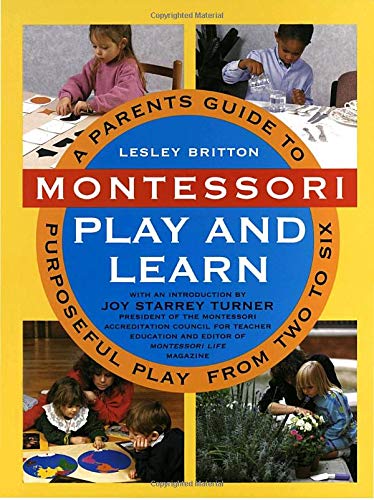 Copyrighted Material
A PARENTS GUIDE TO
LESLEY BRITTON
MONTESSORI
PLAY AND
LEARN
WITH AN INTRODUCTION BY
JOY STARREY TURNER
PRESIDENT OF THE MONTESSORI
ACCREDITATION COUNCIL FOR TEACHER
EDUCATION AND EDITOR OF
MONTESSORI LIFE
MAGAZINE
PURPOSEFUL PLAY FROM TWO TO SIX
Copyrighted Material